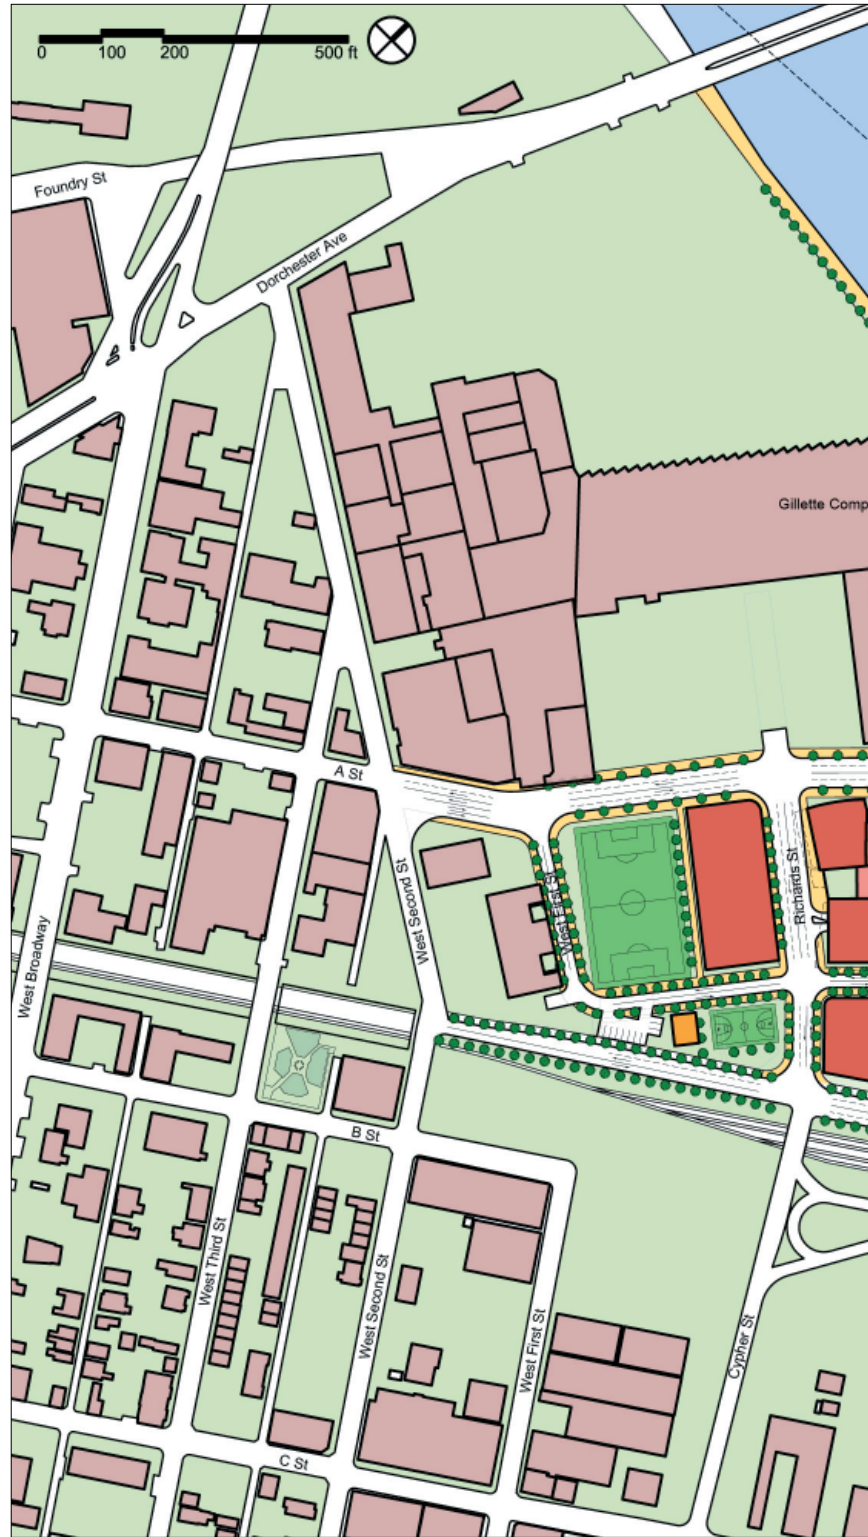 0 100 200 500 ft
Foundry St
Dorchester Ave
Gillette Comp
A St
West First St
Richards St
West Second St
West Broadway
B St
West Third St
West Second St
West First St
Cypher St
C St